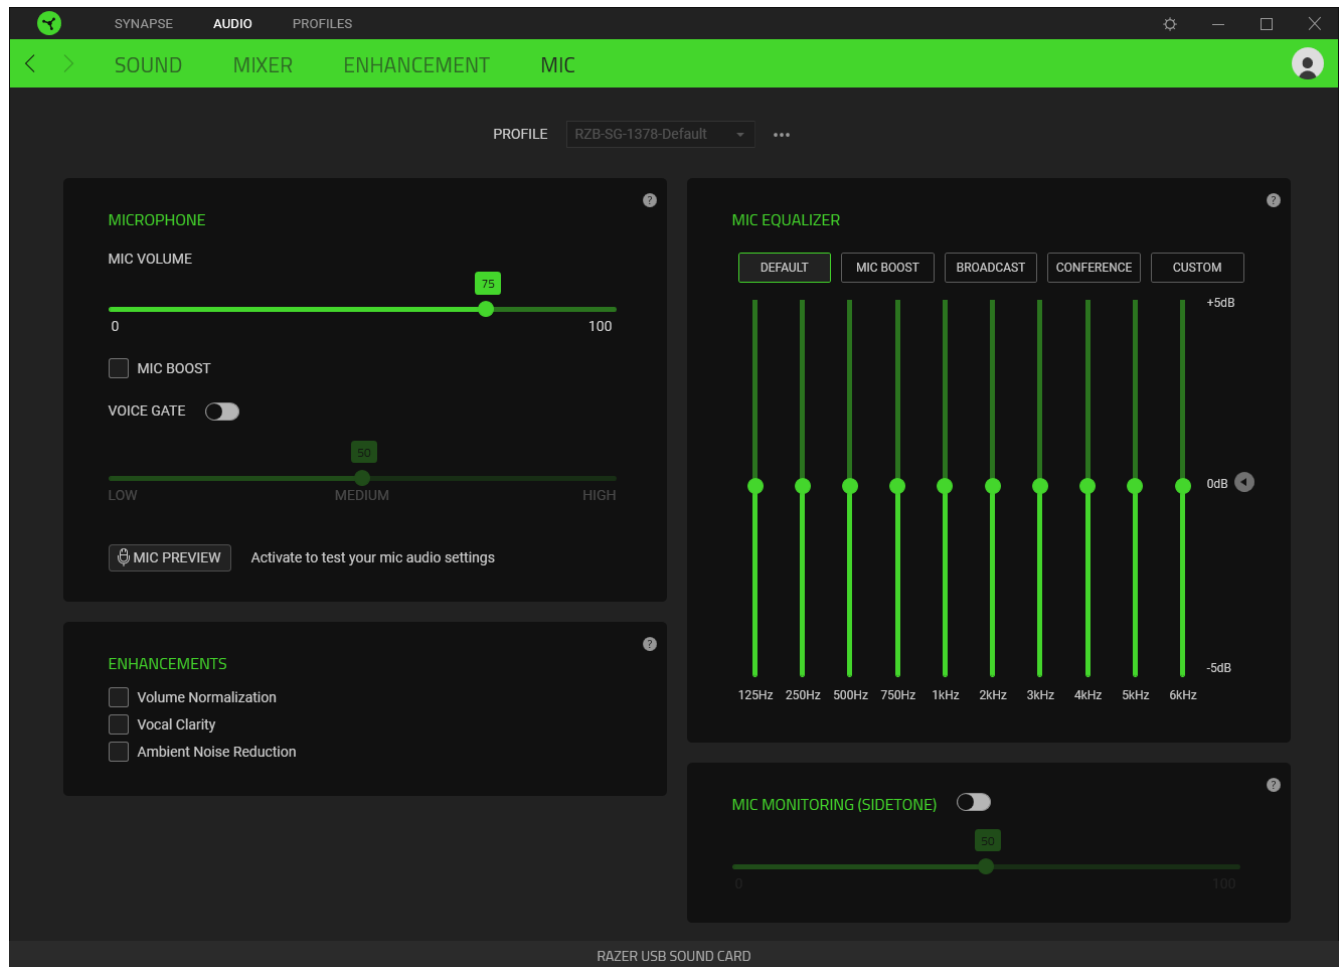 SYNAPSE AUDIO PROFILES
SOUND MIXER ENHANCEMENT MIC
PROFILE RZB-SG-1378-Default
MICROPHONE
MIC VOLUME
75
0 100
MIC BOOST
VOICE GATE
50
LOW MEDIUM HIGH
MIC PREVIEW Activate to test your mic audio settings
ENHANCEMENTS
Volume Normalization
Vocal Clarity
Ambient Noise Reduction
MIC EQUALIZER
DEFAULT MIC BOOST BROADCAST CONFERENCE CUSTOM
+5dB
0dB
-5dB
125Hz 250Hz 500Hz 750Hz 1kHz 2kHz 3kHz 4kHz 5kHz 6kHz
MIC MONITORING (SIDETONE)
50
0 100
RAZER USB SOUND CARD